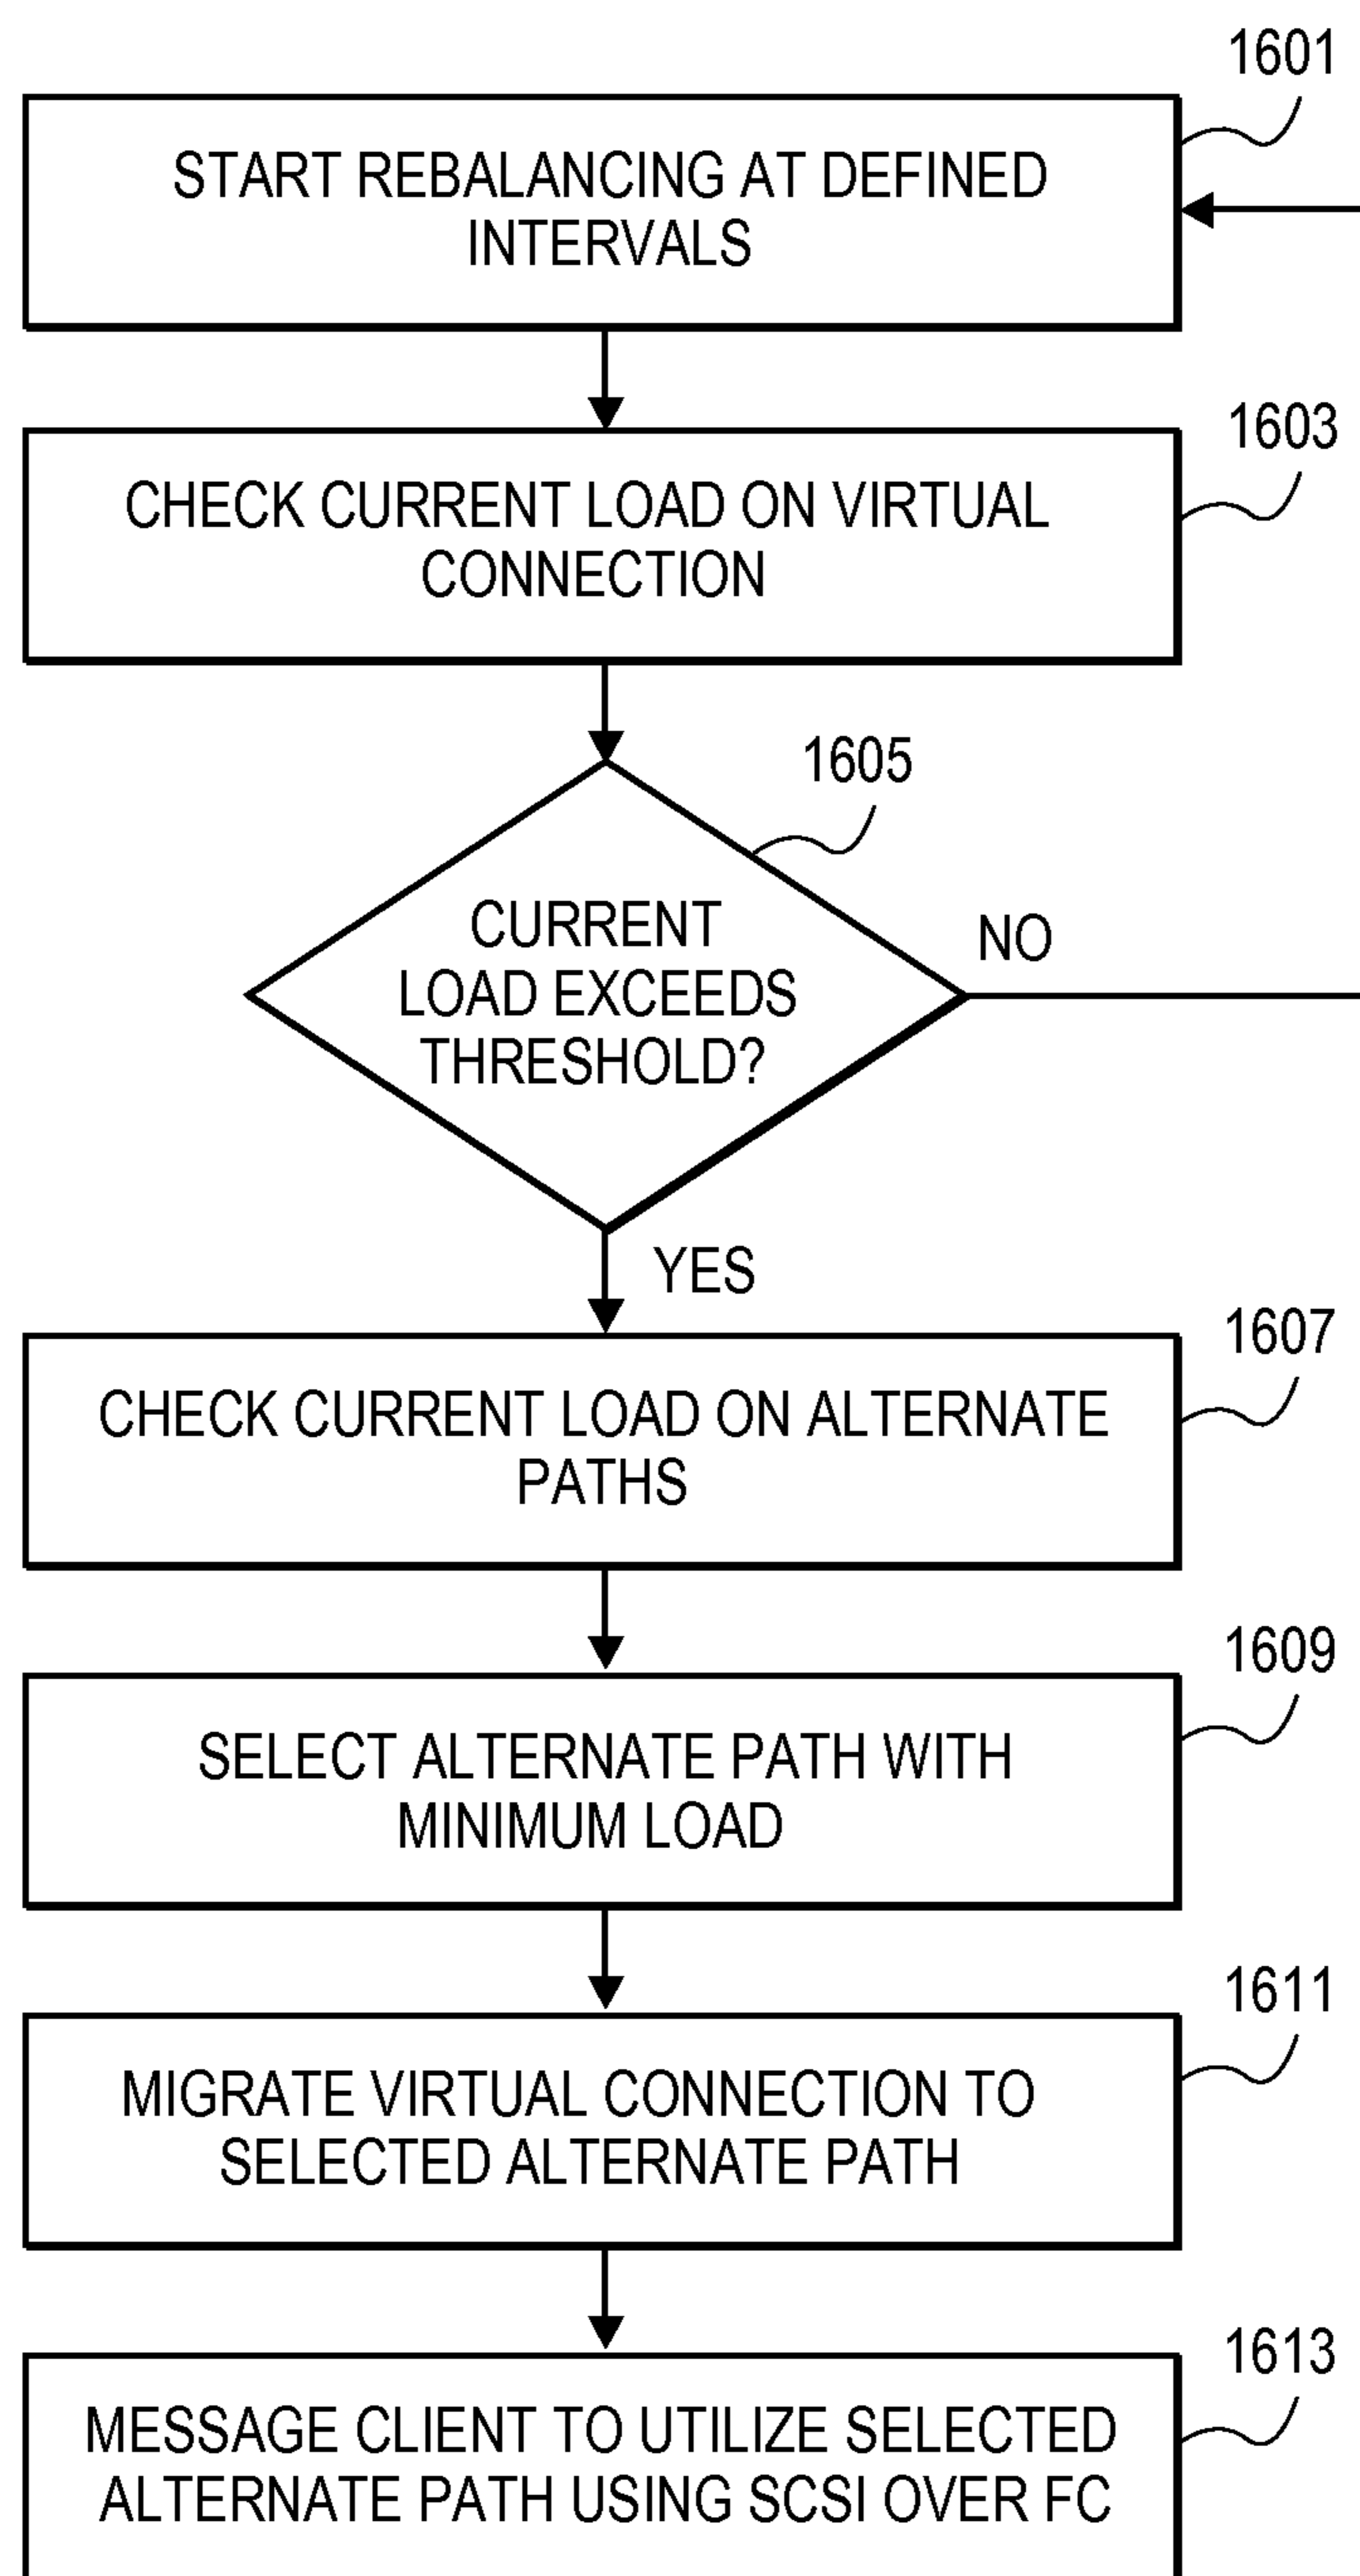 1601
START REBALANCING AT DEFINED
INTERVALS
1603
CHECK CURRENT LOAD ON VIRTUAL
CONNECTION
1605
CURRENT
LOAD EXCEEDS
THRESHOLD?
NO
YES
1607
CHECK CURRENT LOAD ON ALTERNATE
PATHS
1609
SELECT ALTERNATE PATH WITH
MINIMUM LOAD
1611
MIGRATE VIRTUAL CONNECTION TO
SELECTED ALTERNATE PATH
1613
MESSAGE CLIENT TO UTILIZE SELECTED
ALTERNATE PATH USING SCSI OVER FC